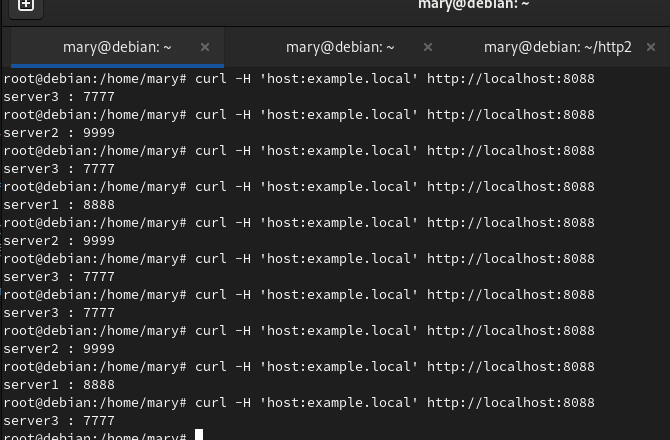 mary@debian: ~
mary@debian: ~ × mary@debian: ~ × mary@debian: ~/http2 ×
root@debian:/home/mary# curl -H 'host:example.local' http://localhost:8088
server3 : 7777
root@debian:/home/mary# curl -H 'host:example.local' http://localhost:8088
server2 : 9999
root@debian:/home/mary# curl -H 'host:example.local' http://localhost:8088
server3 : 7777
root@debian:/home/mary# curl -H 'host:example.local' http://localhost:8088
server1 : 8888
root@debian:/home/mary# curl -H 'host:example.local' http://localhost:8088
server2 : 9999
root@debian:/home/mary# curl -H 'host:example.local' http://localhost:8088
server3 : 7777
root@debian:/home/mary# curl -H 'host:example.local' http://localhost:8088
server3 : 7777
root@debian:/home/mary# curl -H 'host:example.local' http://localhost:8088
server2 : 9999
root@debian:/home/mary# curl -H 'host:example.local' http://localhost:8088
server1 : 8888
root@debian:/home/mary# curl -H 'host:example.local' http://localhost:8088
server3 : 7777
root@debian:/home/mary#